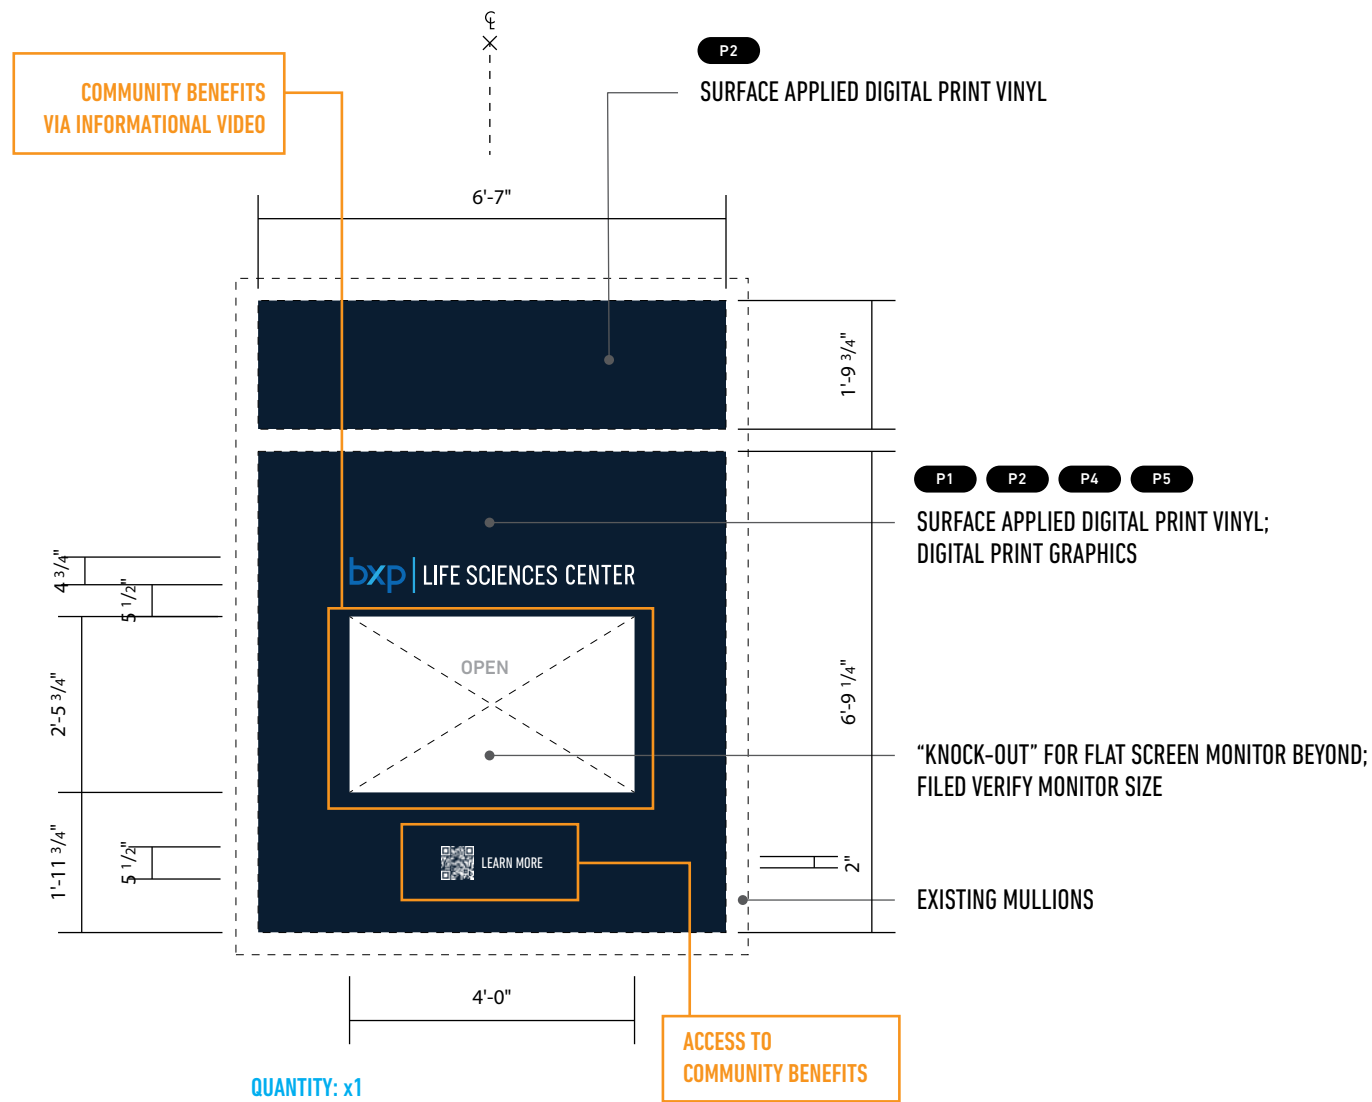 ℄
P2
SURFACE APPLIED DIGITAL PRINT VINYL
COMMUNITY BENEFITS
VIA INFORMATIONAL VIDEO
6'-7"
1'-9 3/4"
P1 P2 P4 P5
SURFACE APPLIED DIGITAL PRINT VINYL;
DIGITAL PRINT GRAPHICS
4 3/4"
5 1/2"
bxp | LIFE SCIENCES CENTER
OPEN
2'-5 3/4"
6'-9 1/4"
“KNOCK-OUT” FOR FLAT SCREEN MONITOR BEYOND;
FILED VERIFY MONITOR SIZE
1'-11 3/4"
5 1/2"
LEARN MORE
2"
EXISTING MULLIONS
4'-0"
ACCESS TO
COMMUNITY BENEFITS
QUANTITY: x1